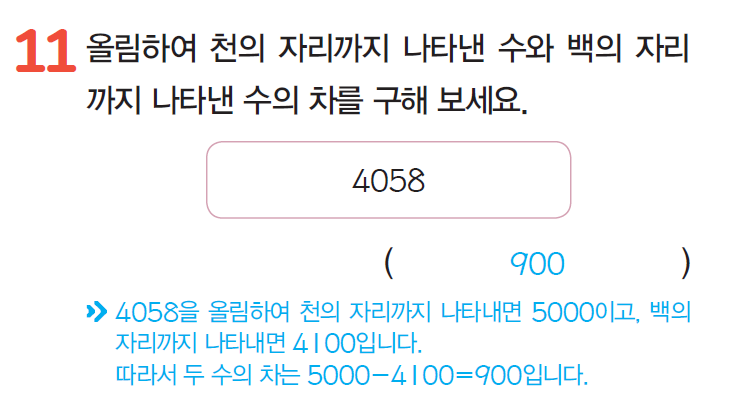 11 올림하여 천의 자리까지 나타낸 수와 백의 자리
까지 나타낸 수의 차를 구해 보세요.
4058
( 900 )
4058을 올림하여 천의 자리까지 나타내면 5000이고, 백의
자리까지 나타내면 4100입니다.
따라서 두 수의 차는 5000-4100=900입니다.